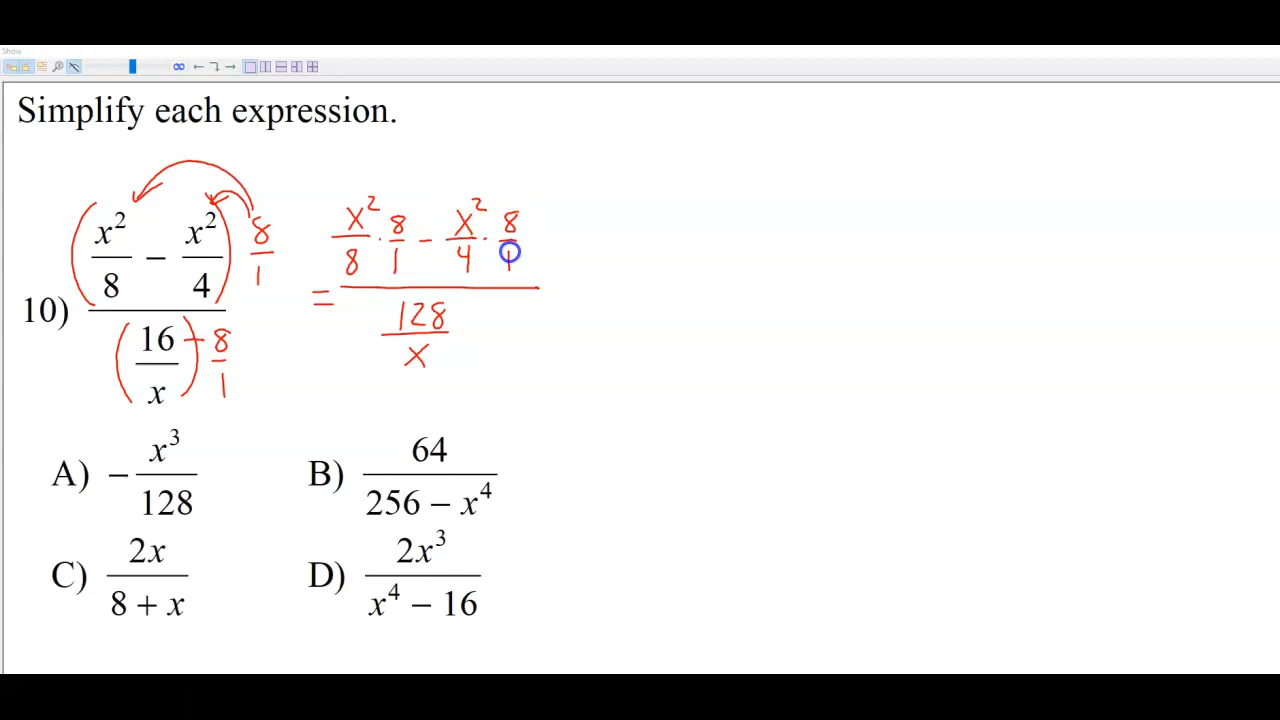 Show
Simplify each expression.
10) (x²/8 − x²/4) 8/1 / (16/x) 8/1 = (x²/8 · 8/1 − x²/4 · 8/1) / (128/x)
A) − x³/128 B) 64/(256 − x⁴)
C) 2x/(8 + x) D) 2x³/(x⁴ − 16)